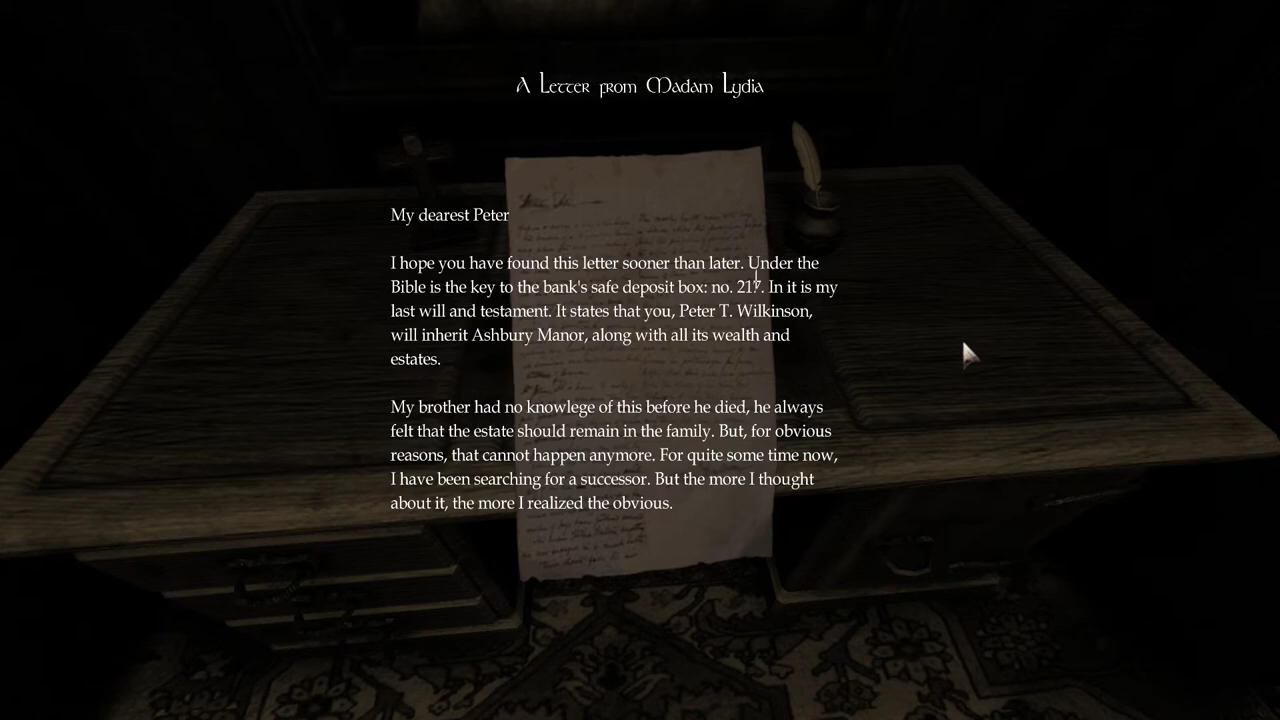 A Letter from Madam Lydia
My dearest Peter
I hope you have found this letter sooner than later. Under the
Bible is the key to the bank's safe deposit box: no. 217. In it is my
last will and testament. It states that you, Peter T. Wilkinson,
will inherit Ashbury Manor, along with all its wealth and
estates.
My brother had no knowlege of this before he died, he always
felt that the estate should remain in the family. But, for obvious
reasons, that cannot happen anymore. For quite some time now,
I have been searching for a successor. But the more I thought
about it, the more I realized the obvious.